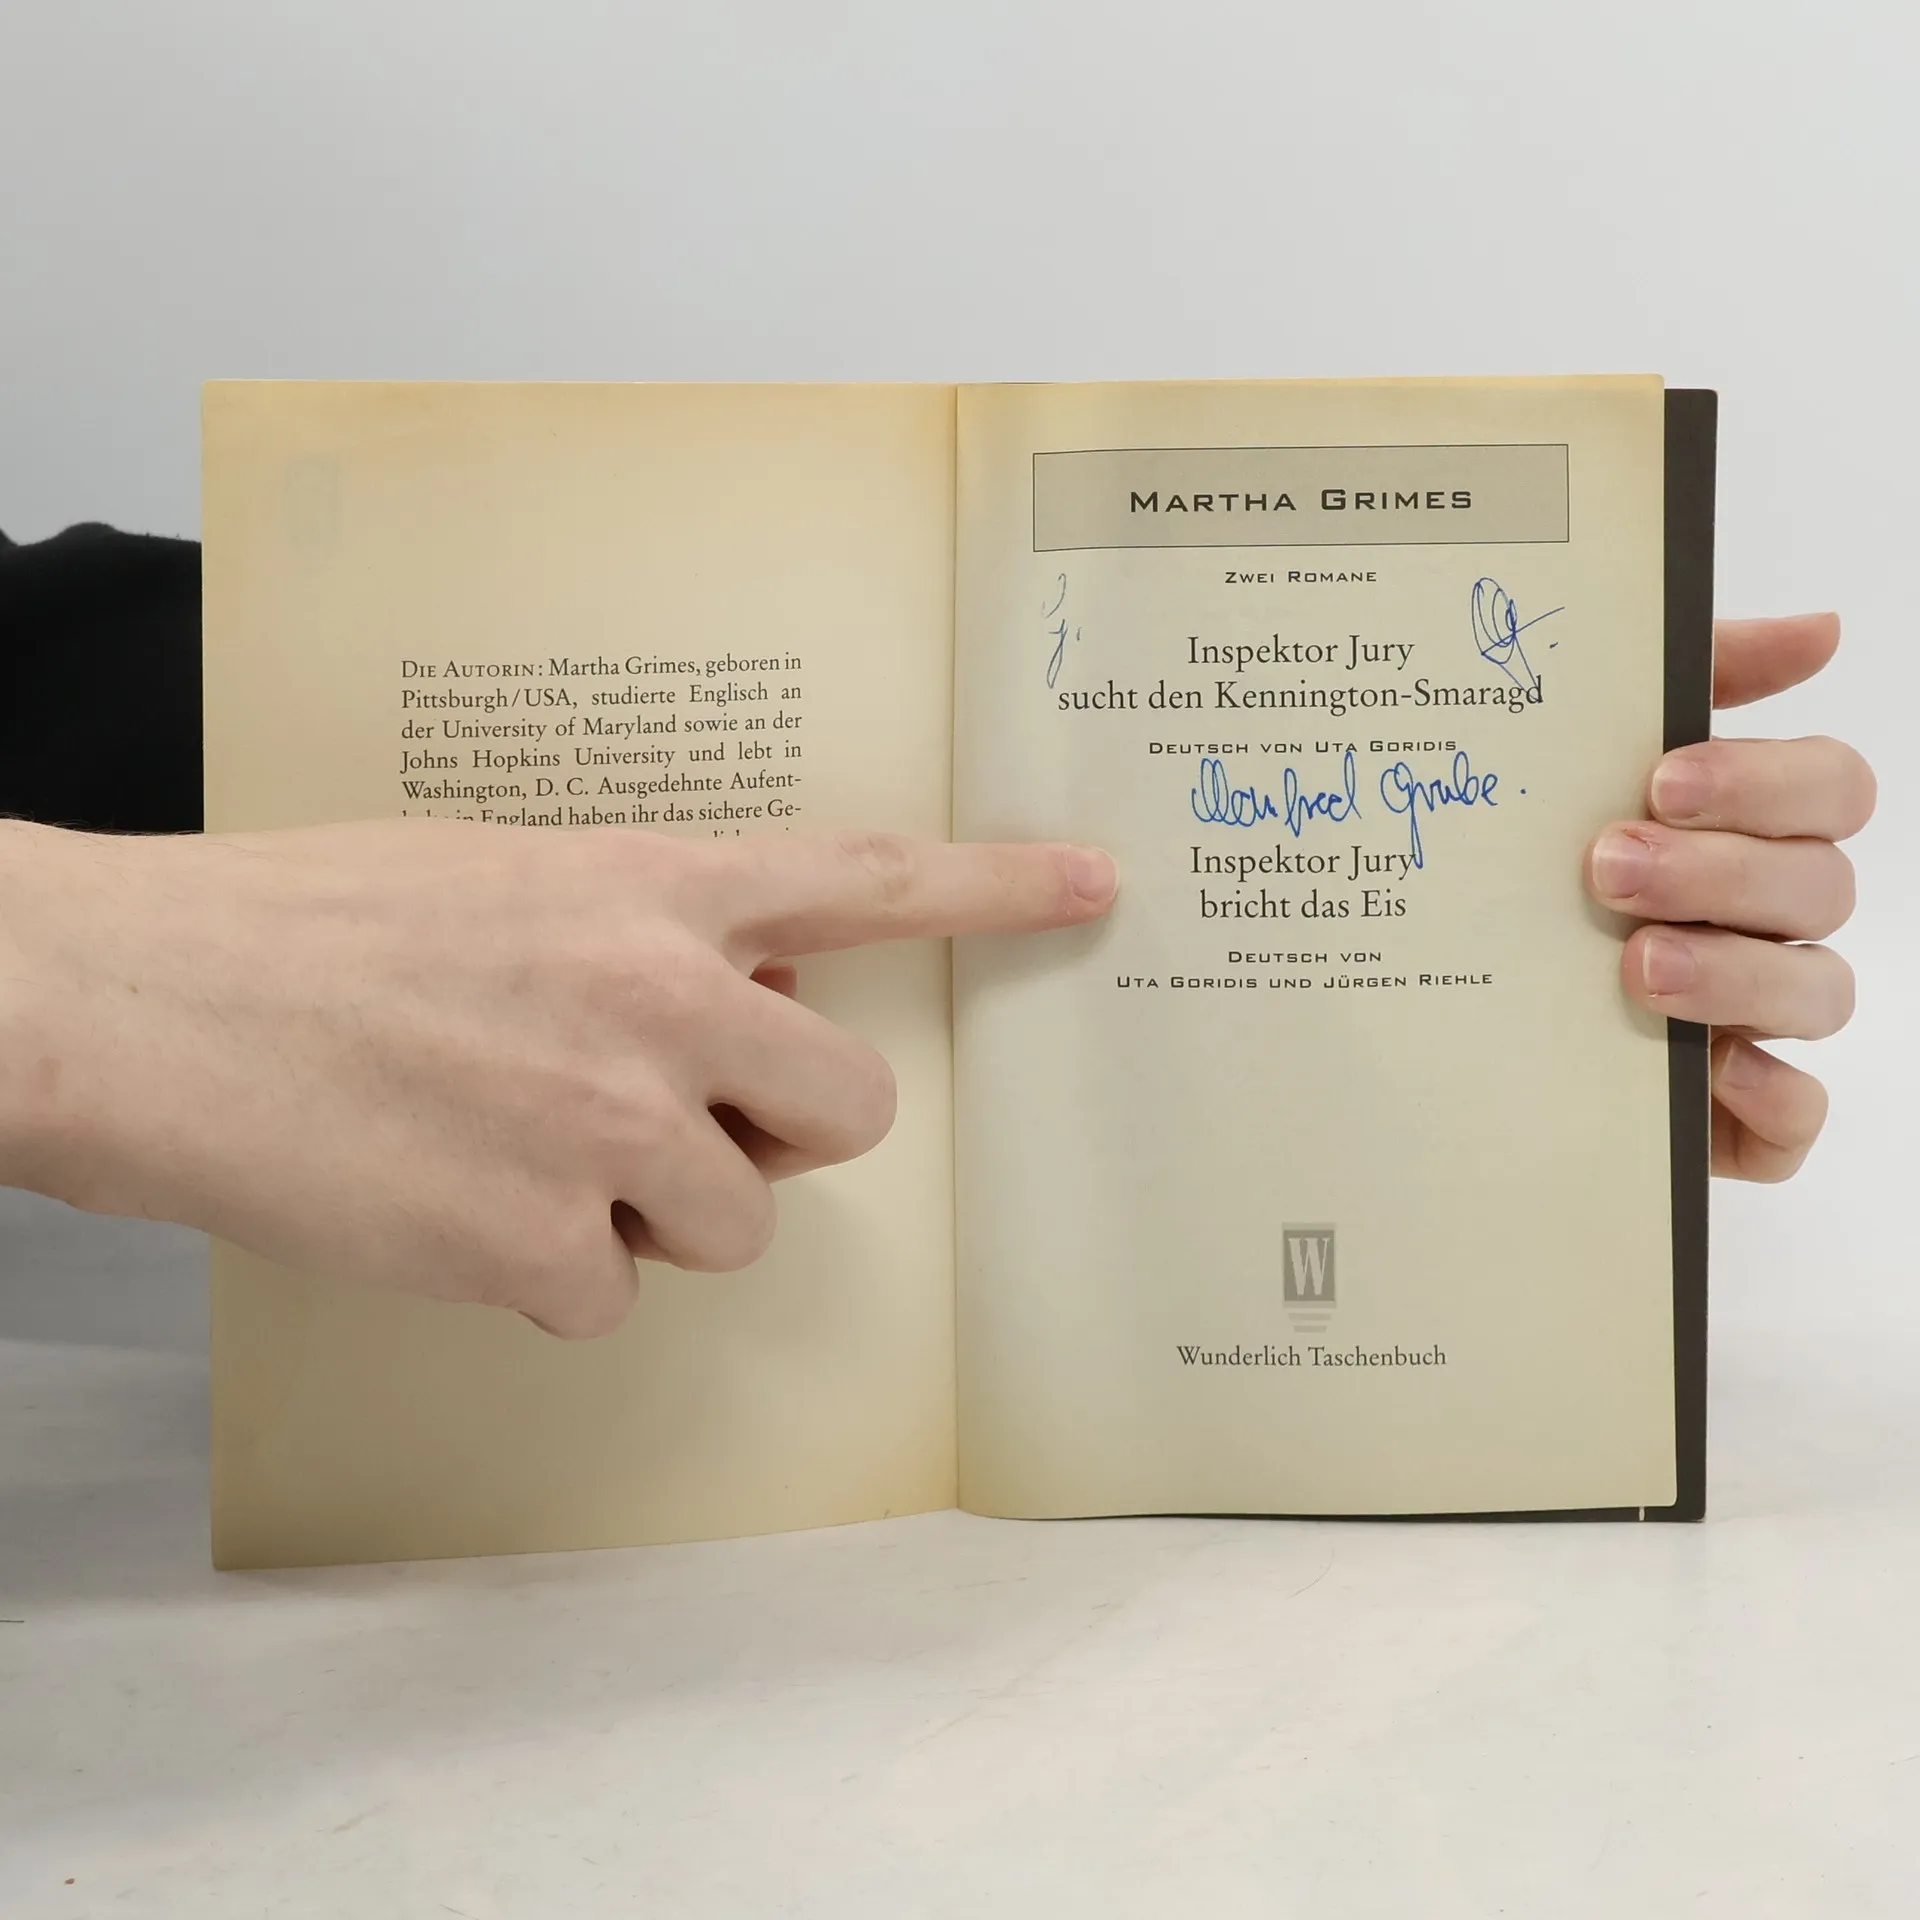 DIE AUTORIN: Martha Grimes, geboren in
Pittsburgh/USA, studierte Englisch an
der University of Maryland sowie an der
Johns Hopkins University und lebt in
Washington, D. C. Ausgedehnte Aufent-
in England haben ihr das sichere Ge-
MARTHA GRIMES
ZWEI ROMANE
Inspektor Jury
sucht den Kennington-Smaragd
DEUTSCH VON UTA GORIDIS
Manfred Grube.
Inspektor Jury
bricht das Eis
DEUTSCH VON
UTA GORIDIS UND JÜRGEN RIEHLE
W
Wunderlich Taschenbuch